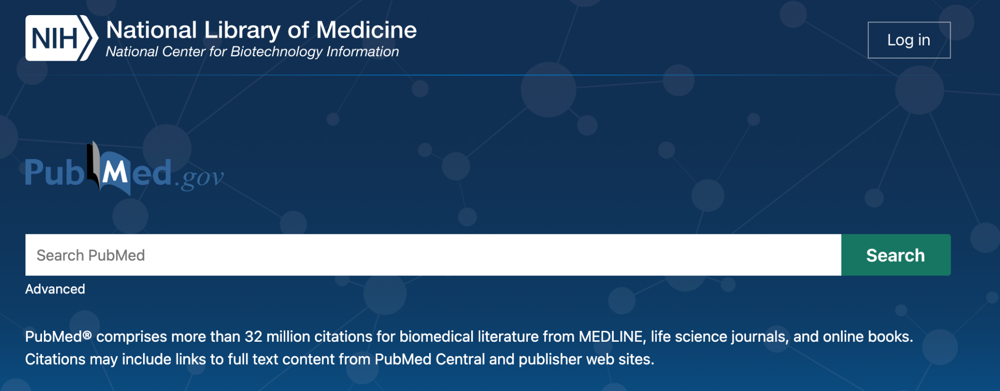 NIH National Library of Medicine
National Center for Biotechnology Information
Log in
PubMed.gov
Search PubMed
Search
Advanced
PubMed® comprises more than 32 million citations for biomedical literature from MEDLINE, life science journals, and online books.
Citations may include links to full text content from PubMed Central and publisher web sites.